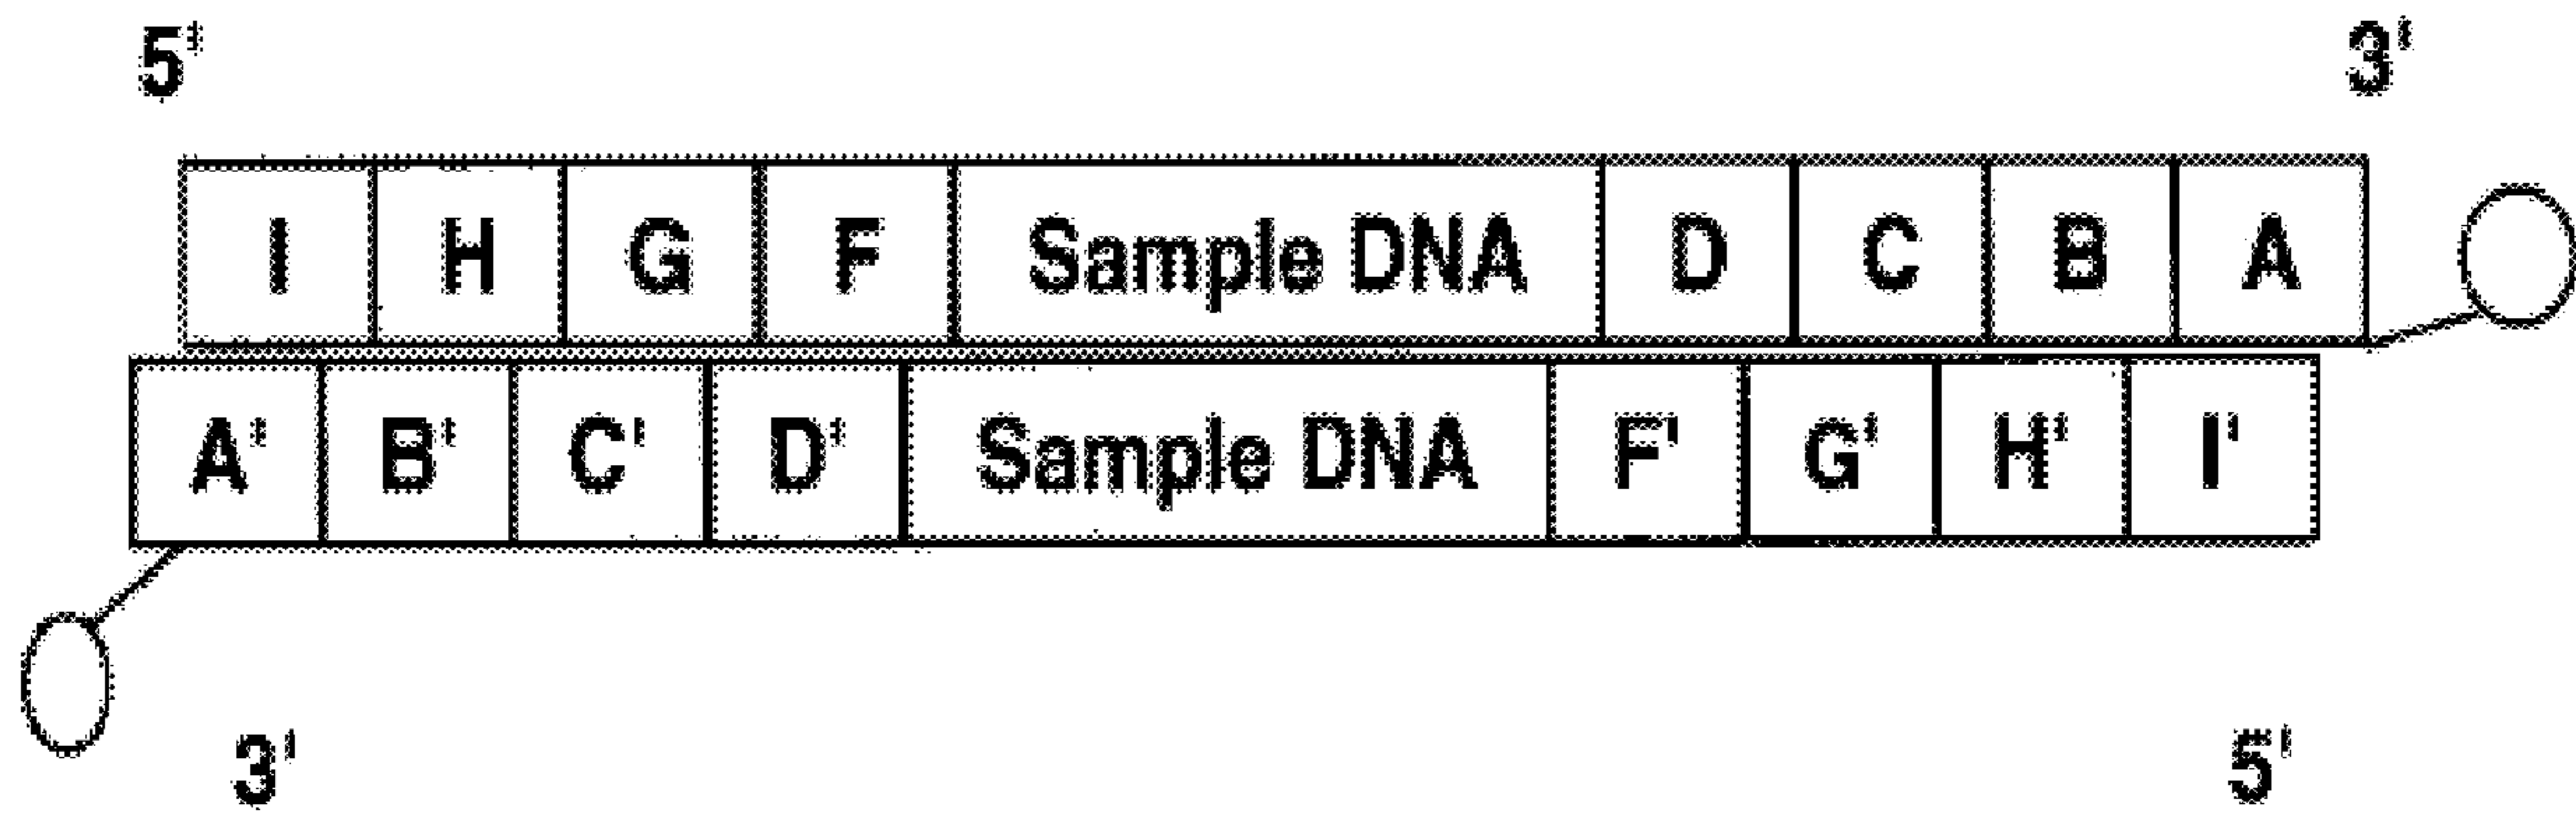 5' 3'
I H G F Sample DNA D C B A
A' B' C' D' Sample DNA F' G' H' I'
3' 5'